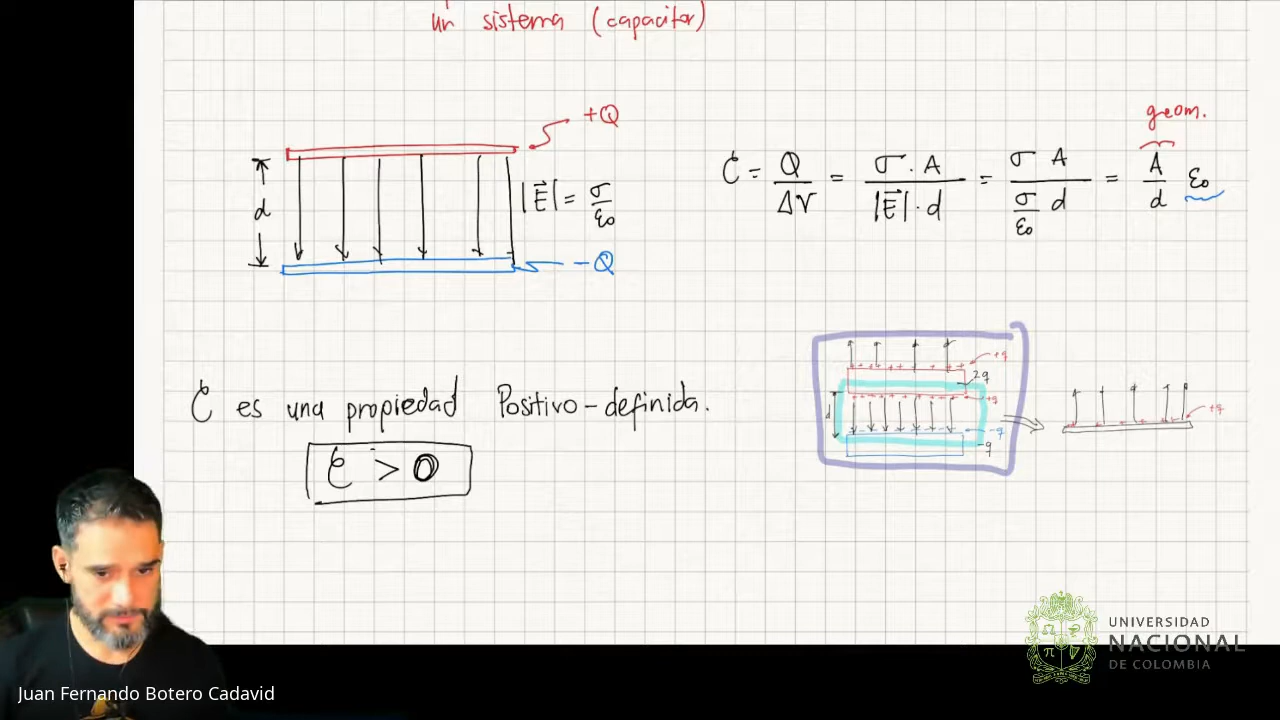 un sistema (capacitor)
+Q
d
|E⃗| = σ/ε₀
-Q
geom.
C = Q/ΔV = σ · A / |E⃗| · d = σ A / (σ/ε₀) d = A/d ε₀
C es una propiedad Positivo-definida.
C > 0
+q
2q
+q
d
-q
-q
+q
UNIVERSIDAD
NACIONAL
DE COLOMBIA
Juan Fernando Botero Cadavid